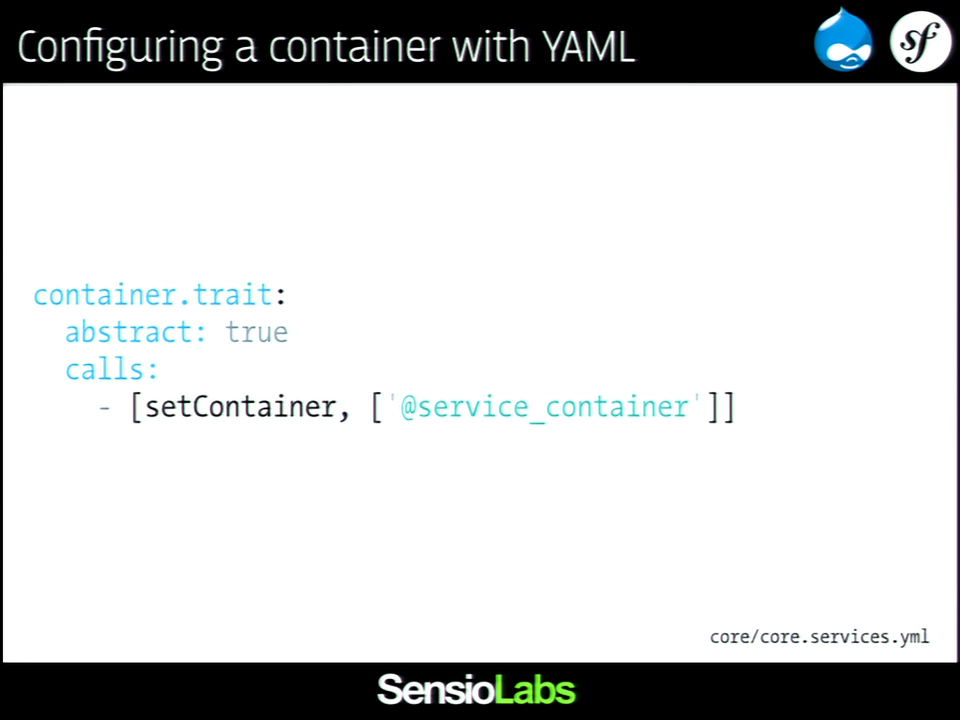 Configuring a container with YAML
sf
container.trait:
  abstract: true
  calls:
    - [setContainer, ['@service_container']]
core/core.services.yml
SensioLabs